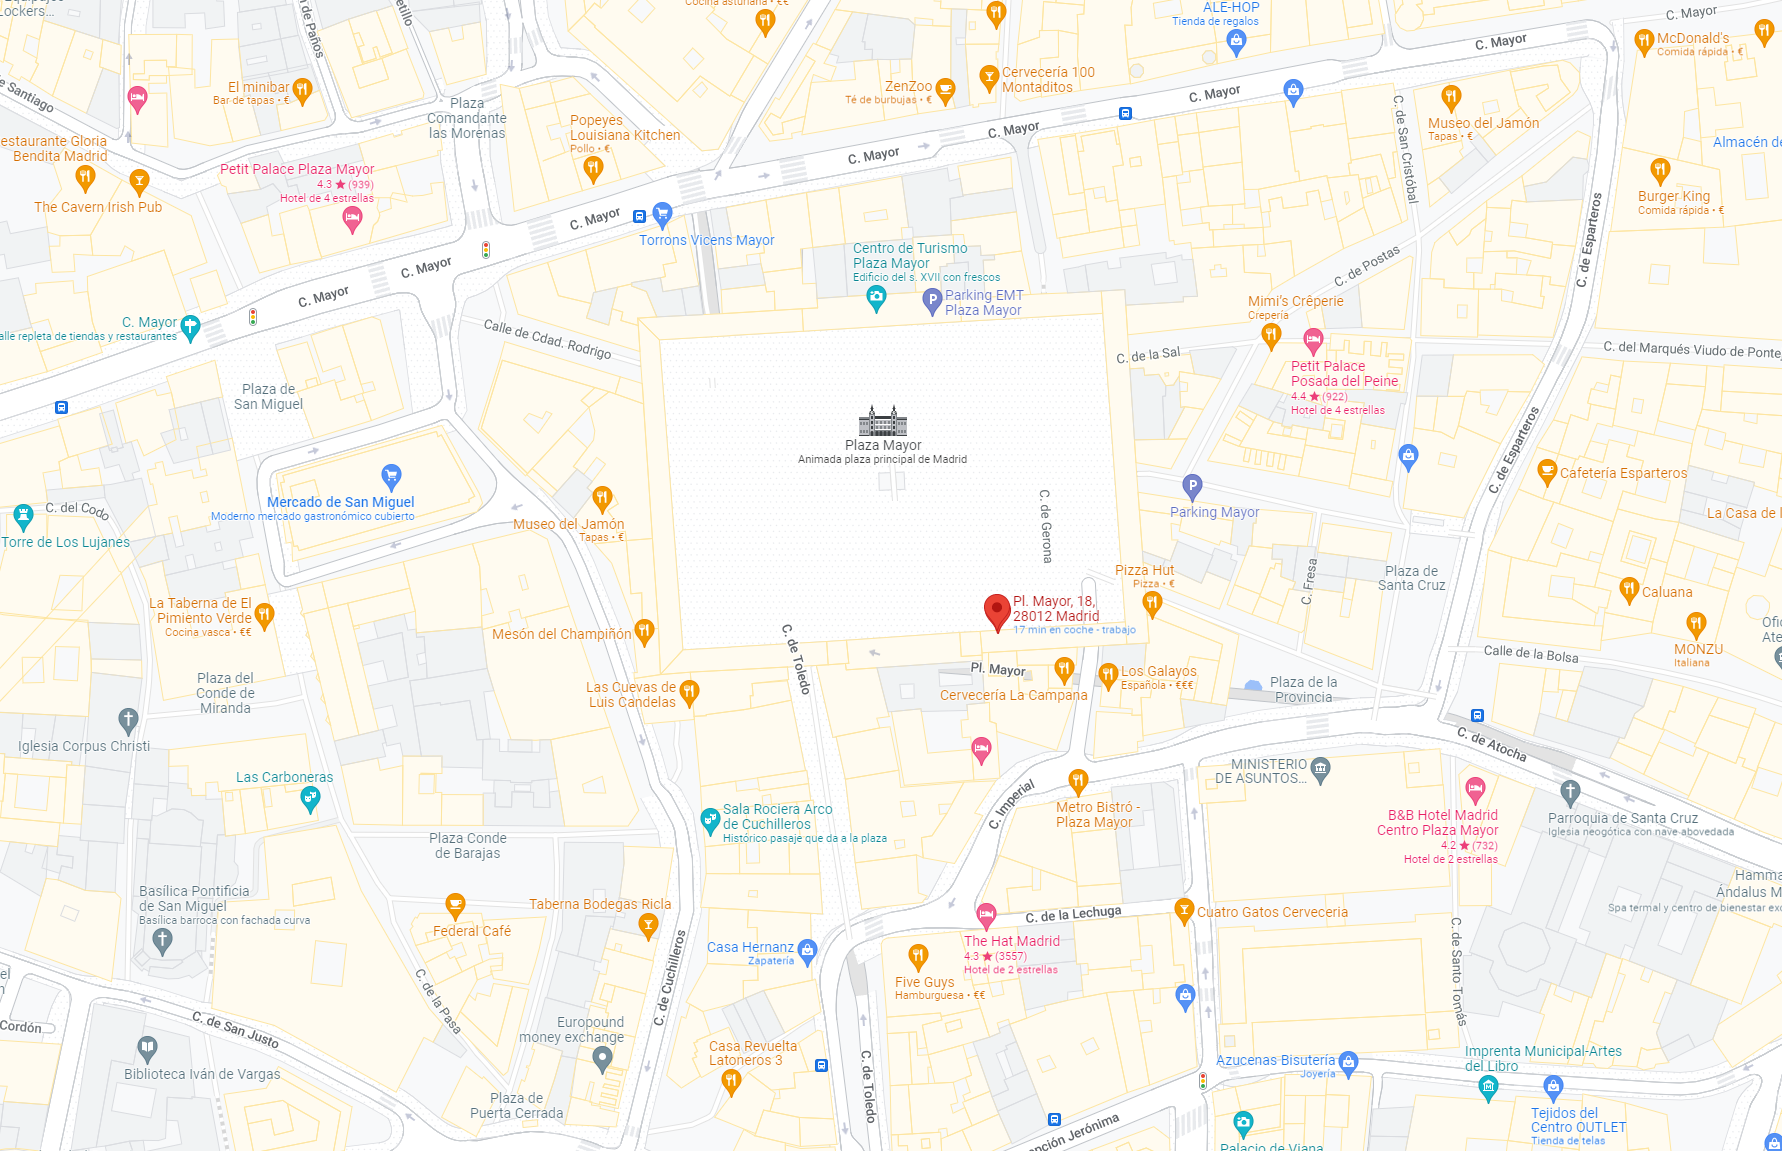 Lockers...
C. de Santiago
de Paños
El minibar
Bar de tapas • €
Plaza
Comandante
las Morenas
Cocina asturiana • €€
ALE-HOP
Tienda de regalos
C. Mayor
C. Mayor
McDonald's
Comida rápida • €
ZenZoo
Té de burbujas • €
Cervecería 100
Montaditos
C. Mayor
C. Mayor
C. Mayor
Popeyes
Louisiana Kitchen
Pollo • €
C. de San Cristóbal
Museo del Jamón
Tapas • €
Almacén de
Restaurante Gloria
Bendita Madrid
The Cavern Irish Pub
Petit Palace Plaza Mayor
4.3 ★ (939)
Hotel de 4 estrellas
Burger King
Comida rápida • €
C. Mayor
Torrons Vicens Mayor
C. Mayor
C. Mayor
Centro de Turismo
Plaza Mayor
Edificio del s. XVII con frescos
Parking EMT
Plaza Mayor
C. de Postas
C. de Esparteros
C. Mayor
alle repleta de tiendas y restaurantes
Calle de Cdad. Rodrigo
Mimi's Crêperie
Crepería
C. de la Sal
C. del Marqués Viudo de Ponte
Petit Palace
Posada del Peine
4.4 ★ (922)
Hotel de 4 estrellas
Plaza de
San Miguel
Plaza Mayor
Animada plaza principal de Madrid
C. de Esparteros
Cafetería Esparteros
Mercado de San Miguel
Moderno mercado gastronómico cubierto
Museo del Jamón
Tapas • €
C. de Gerona
Parking Mayor
La Casa de
C. del Codo
Torre de Los Lujanes
Pizza Hut
Pizza • €
C. Fresa
Plaza de
Santa Cruz
Caluana
La Taberna de El
Pimiento Verde
Cocina vasca • €€
Mesón del Champiñón
Pl. Mayor, 18,
28012 Madrid
17 min en coche - trabajo
C. de Toledo
MONZU
Italiana
Ofic
Ate
Calle de la Bolsa
Plaza del
Conde de
Miranda
Las Cuevas de
Luis Candelas
Pl. Mayor
Cervecería La Campana
Los Galayos
Española • €€€
Plaza de la
Provincia
Iglesia Corpus Christi
C. de Atocha
Las Carboneras
MINISTERIO
DE ASUNTOS...
C. Imperial
Metro Bistró -
Plaza Mayor
Sala Rociera Arco
de Cuchilleros
Histórico pasaje que da a la plaza
B&B Hotel Madrid
Centro Plaza Mayor
4.2 ★ (732)
Hotel de 2 estrellas
Parroquia de Santa Cruz
Iglesia neogótica con nave abovedada
Plaza Conde
de Barajas
Hamma
Ándalus M
Spa termal y centro de bienestar exc
Basílica Pontificia
de San Miguel
Basílica barroca con fachada curva
Federal Café
Taberna Bodegas Ricla
C. de la Lechuga
Cuatro Gatos Cerveceria
Casa Hernanz
Zapatería
The Hat Madrid
4.3 ★ (3557)
Hotel de 2 estrellas
C. de Santo Tomás
Five Guys
Hamburguesa • €€
C. de Cuchilleros
C. de la Pasa
Cordón
C. de San Justo
Europound
money exchange
Biblioteca Iván de Vargas
Casa Revuelta
Latoneros 3
C. de Toledo
Azucenas Bisutería
Joyería
Imprenta Municipal-Artes
del Libro
Plaza de
Puerta Cerrada
Tejidos del
Centro OUTLET
Tienda de telas
nción Jerónima
Palacio de Viana